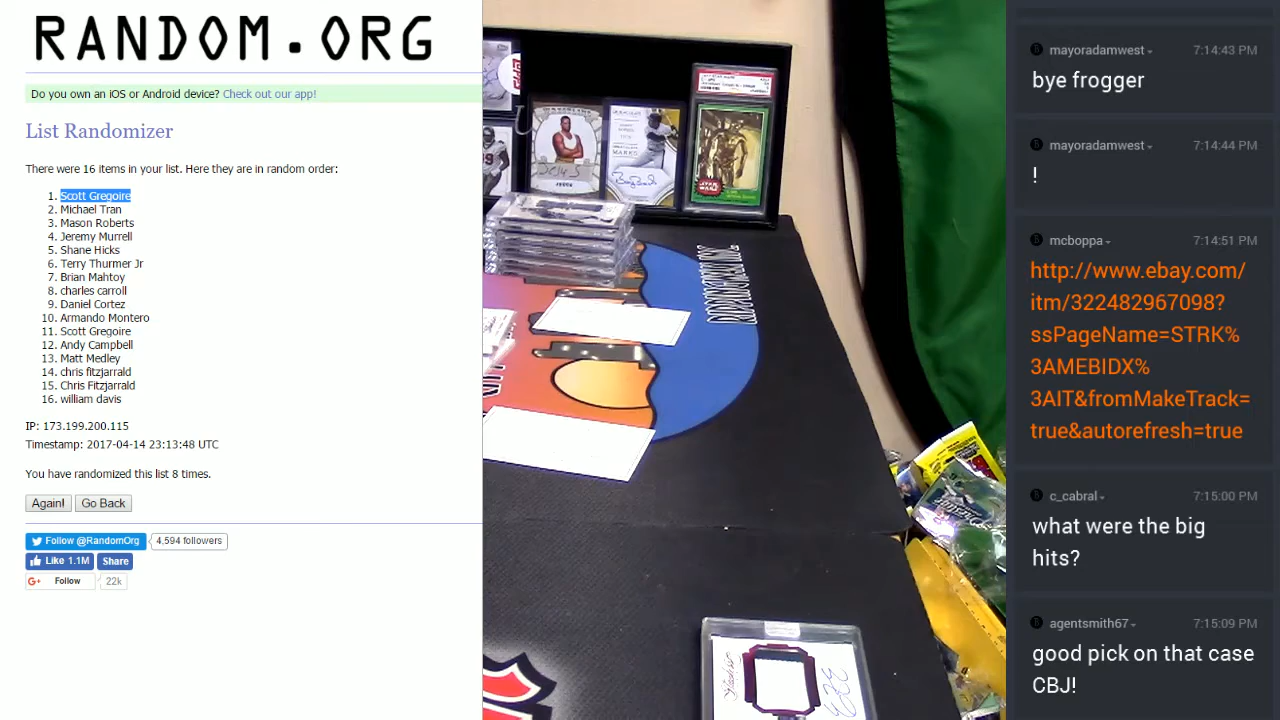 RANDOM.ORG
Do you own an iOS or Android device? Check out our app!
List Randomizer
There were 16 items in your list. Here they are in random order:
1. Scott Gregoire
2. Michael Tran
3. Mason Roberts
4. Jeremy Murrell
5. Shane Hicks
6. Terry Thurmer Jr
7. Brian Mahtoy
8. charles carroll
9. Daniel Cortez
10. Armando Montero
11. Scott Gregoire
12. Andy Campbell
13. Matt Medley
14. chris fitzjarrald
15. Chris Fitzjarrald
16. william davis
IP: 173.199.200.115
Timestamp: 2017-04-14 23:13:48 UTC
You have randomized this list 8 times.
Again!
Go Back
Follow @RandomOrg
4,594 followers
Like 1.1M
Share
G+ Follow
22k
STAR WARS
mayoradamwest 7:14:43 PM
bye frogger
mayoradamwest 7:14:44 PM
!
mcboppa 7:14:51 PM
http://www.ebay.com/
itm/322482967098?
ssPageName=STRK%
3AMEBIDX%
3AIT&fromMakeTrack=
true&autorefresh=true
c_cabral 7:15:00 PM
what were the big
hits?
agentsmith67 7:15:09 PM
good pick on that case
CBJ!